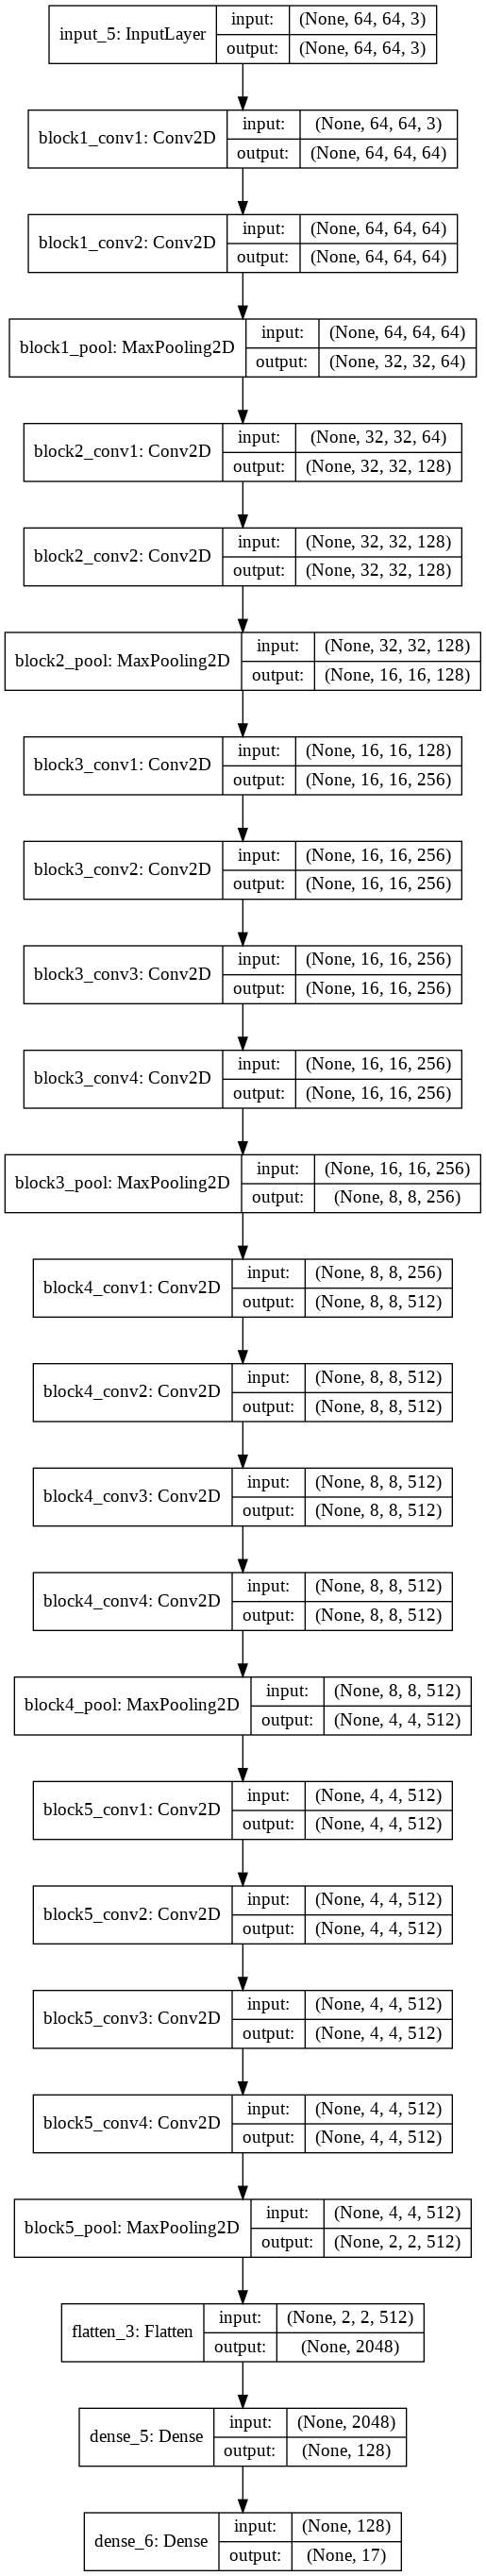 input_5: InputLayer
input: (None, 64, 64, 3)
output: (None, 64, 64, 3)
block1_conv1: Conv2D
input: (None, 64, 64, 3)
output: (None, 64, 64, 64)
block1_conv2: Conv2D
input: (None, 64, 64, 64)
output: (None, 64, 64, 64)
block1_pool: MaxPooling2D
input: (None, 64, 64, 64)
output: (None, 32, 32, 64)
block2_conv1: Conv2D
input: (None, 32, 32, 64)
output: (None, 32, 32, 128)
block2_conv2: Conv2D
input: (None, 32, 32, 128)
output: (None, 32, 32, 128)
block2_pool: MaxPooling2D
input: (None, 32, 32, 128)
output: (None, 16, 16, 128)
block3_conv1: Conv2D
input: (None, 16, 16, 128)
output: (None, 16, 16, 256)
block3_conv2: Conv2D
input: (None, 16, 16, 256)
output: (None, 16, 16, 256)
block3_conv3: Conv2D
input: (None, 16, 16, 256)
output: (None, 16, 16, 256)
block3_conv4: Conv2D
input: (None, 16, 16, 256)
output: (None, 16, 16, 256)
block3_pool: MaxPooling2D
input: (None, 16, 16, 256)
output: (None, 8, 8, 256)
block4_conv1: Conv2D
input: (None, 8, 8, 256)
output: (None, 8, 8, 512)
block4_conv2: Conv2D
input: (None, 8, 8, 512)
output: (None, 8, 8, 512)
block4_conv3: Conv2D
input: (None, 8, 8, 512)
output: (None, 8, 8, 512)
block4_conv4: Conv2D
input: (None, 8, 8, 512)
output: (None, 8, 8, 512)
block4_pool: MaxPooling2D
input: (None, 8, 8, 512)
output: (None, 4, 4, 512)
block5_conv1: Conv2D
input: (None, 4, 4, 512)
output: (None, 4, 4, 512)
block5_conv2: Conv2D
input: (None, 4, 4, 512)
output: (None, 4, 4, 512)
block5_conv3: Conv2D
input: (None, 4, 4, 512)
output: (None, 4, 4, 512)
block5_conv4: Conv2D
input: (None, 4, 4, 512)
output: (None, 4, 4, 512)
block5_pool: MaxPooling2D
input: (None, 4, 4, 512)
output: (None, 2, 2, 512)
flatten_3: Flatten
input: (None, 2, 2, 512)
output: (None, 2048)
dense_5: Dense
input: (None, 2048)
output: (None, 128)
dense_6: Dense
input: (None, 128)
output: (None, 17)